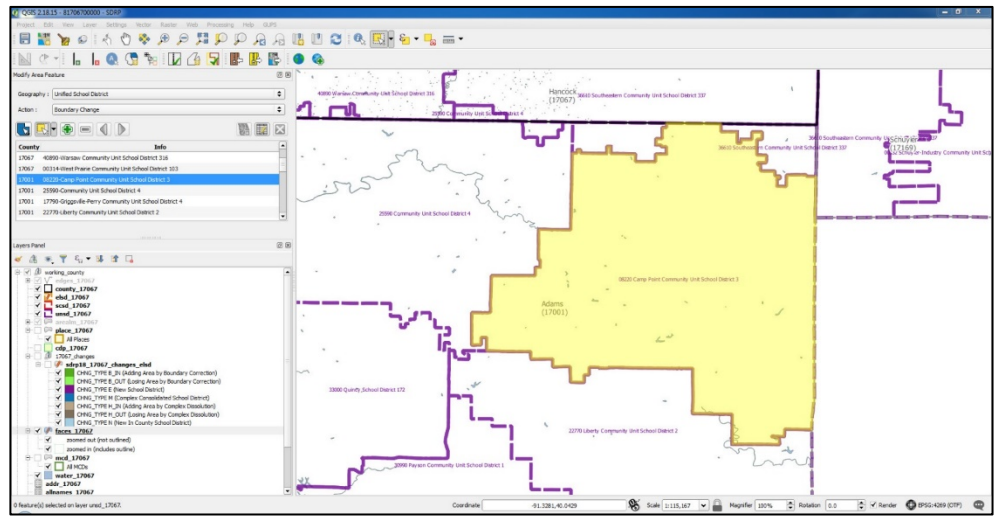 QGIS 2.18.15 - 81706700000 - SDRP
Project Edit View Layer Settings Vector Raster Web Processing Help GUPS
Modify Area Feature
Geography : Unified School District
Action : Boundary Change
County Info
17067 40890-Warsaw Community Unit School District 316
17067 00314-West Prairie Community Unit School District 103
17001 08220-Camp Point Community Unit School District 3
17001 25590-Community Unit School District 4
17001 17790-Griggsville-Perry Community Unit School District 4
17001 22770-Liberty Community Unit School District 2
Layers Panel
working_county
edges_17067
county_17067
elsd_17067
scsd_17067
unsd_17067
place_17067
All Places
cdp_17067
17067_changes
sdrp18_17067_changes_elsd
CHNG_TYPE B_IN (Adding Area by Boundary Correction)
CHNG_TYPE B_OUT (Losing Area by Boundary Correction)
CHNG_TYPE E (New School District)
CHNG_TYPE M (Complex Consolidated School District)
CHNG_TYPE H_IN (Adding Area by Complex Dissolution)
CHNG_TYPE H_OUT (Losing Area by Complex Dissolution)
CHNG_TYPE N (New In County School District)
faces_17067
zoomed out (not outlined)
zoomed in (includes outline)
mcd_17067
All MCDs
water_17067
addr_17067
allnames_17067
40890 Warsaw Community Unit School District 316
Hancock
(17067)
36610 Southeastern Community Unit School District 337
25590 Community Unit School District 4
36610 Southeastern Community Unit School District 337
Schuyler
(17169)
25590 Community Unit School District 4
08220 Camp Point Community Unit School District 3
Adams
(17001)
33000 Quincy School District 172
22770 Liberty Community Unit School District 2
Payson Community Unit School District 1
0 feature(s) selected on layer unsd_17067.
Coordinate -91.3281,40.0429
Scale 1:115,167
Magnifier 100%
Rotation 0.0
Render
EPSG:4269 (OTF)